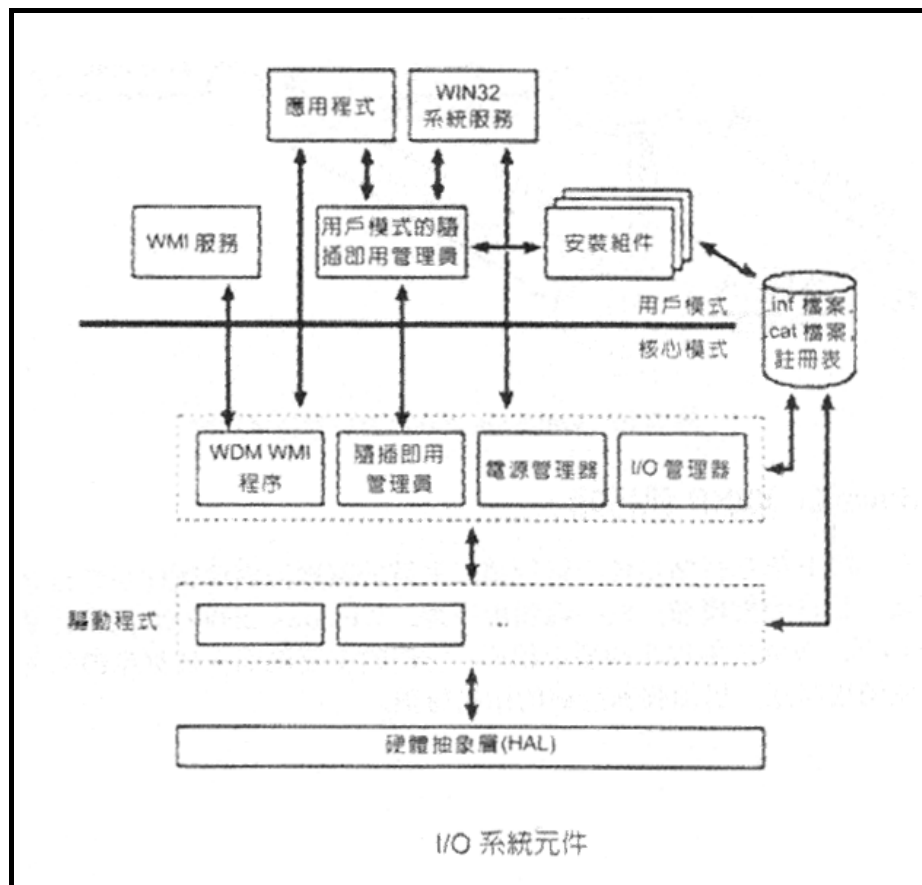 應用程式
WIN32
系統服務
WMI 服務
用戶模式的隨
插即用管理員
安裝組件
用戶模式
核心模式
.inf 檔案,
.cat 檔案,
註冊表
WDM WMI
程序
隨插即用
管理員
電源管理器
I/O 管理器
驅動程式
...
硬體抽象層(HAL)
I/O 系統元件